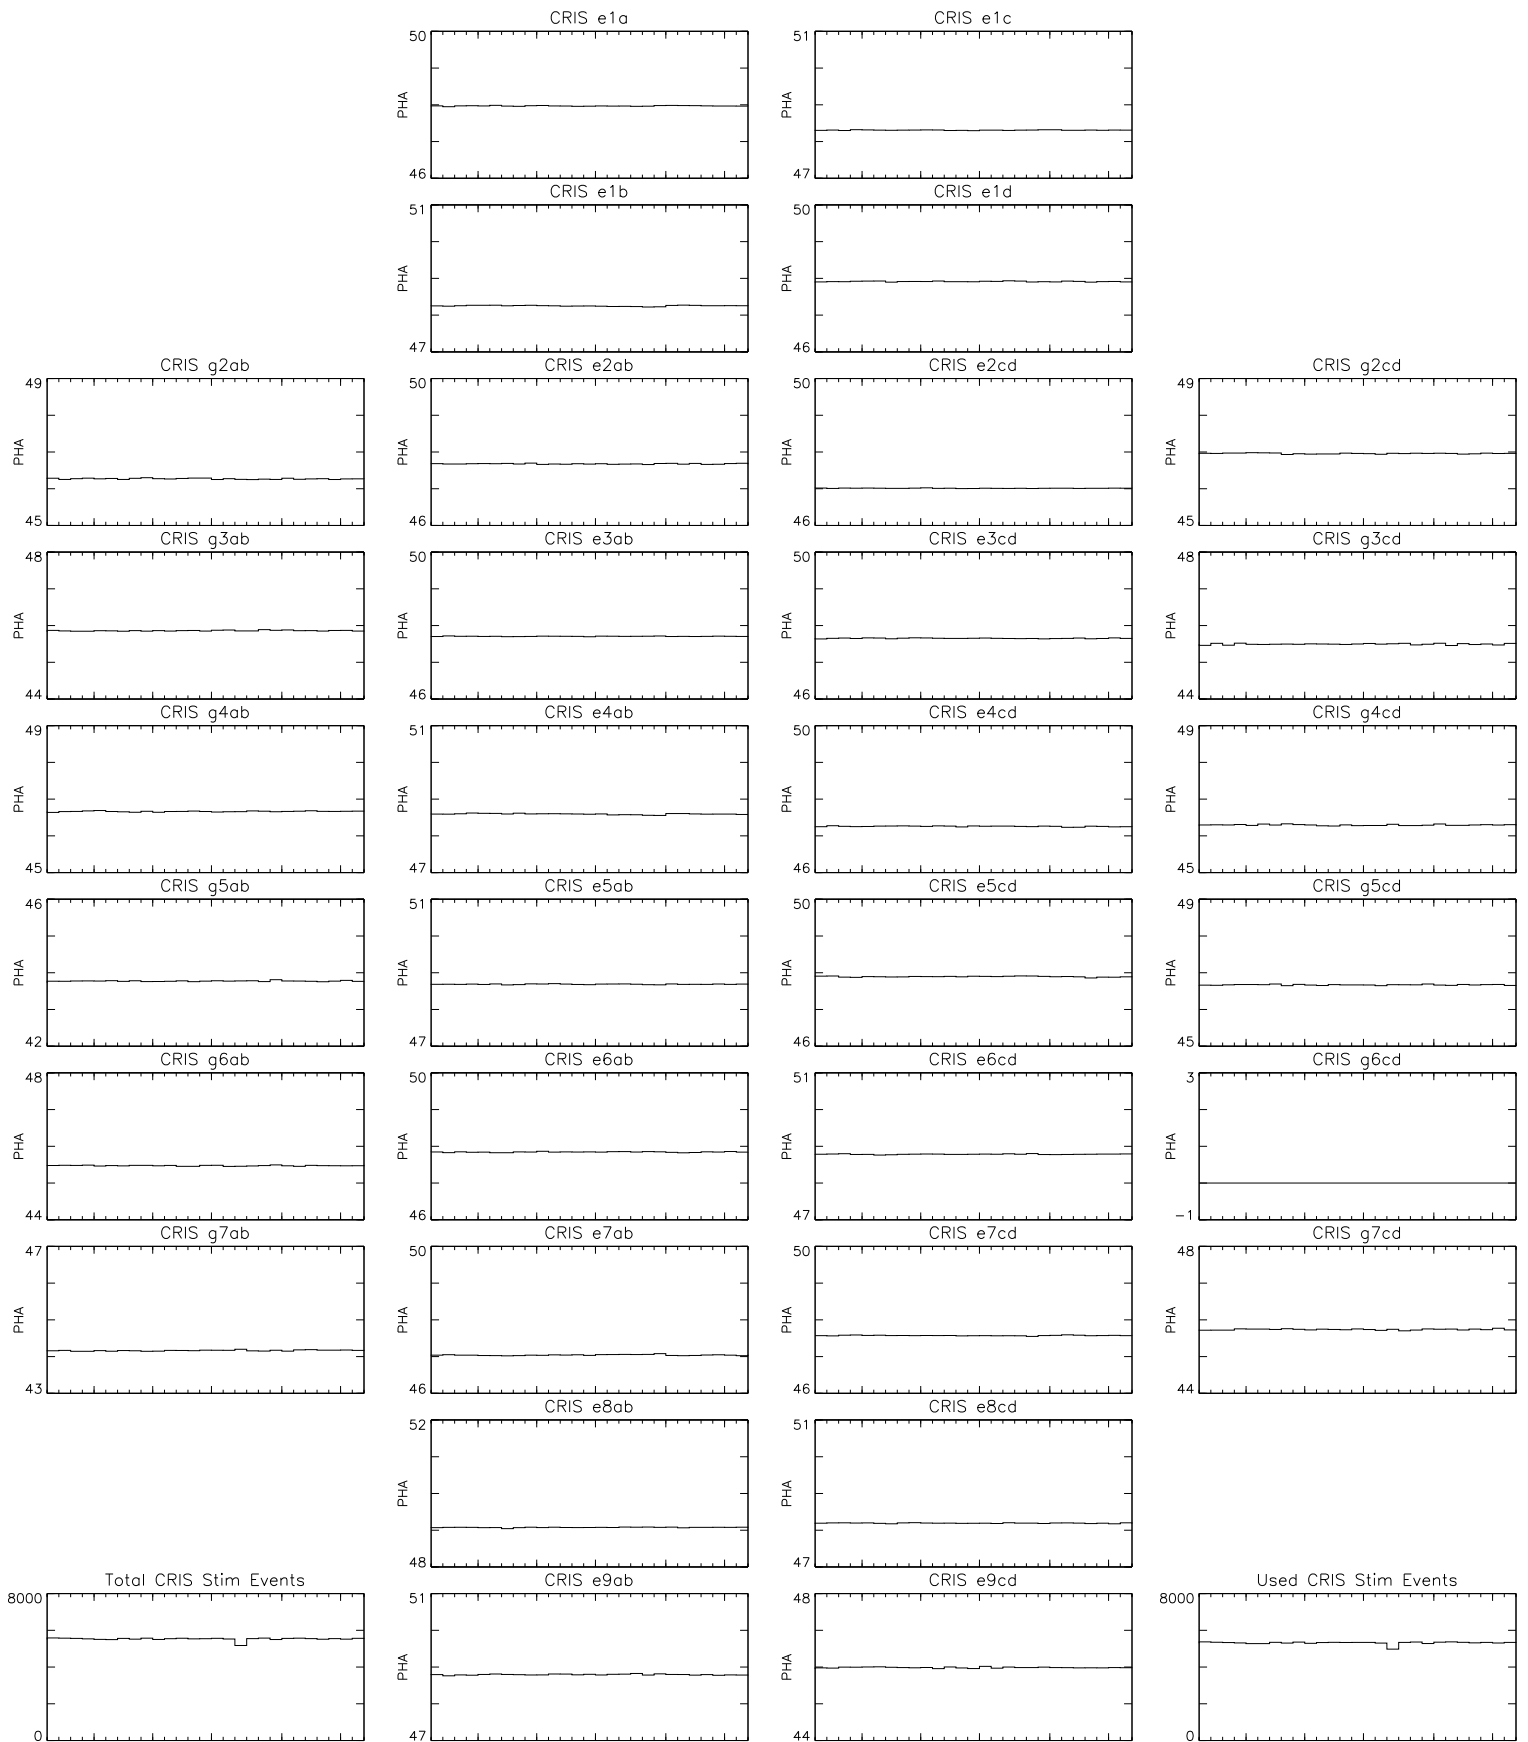 CRIS e1a
CRIS e1c
50
PHA
46
51
PHA
47
CRIS e1b
CRIS e1d
51
PHA
47
50
PHA
46
CRIS g2ab
CRIS e2ab
CRIS e2cd
CRIS g2cd
49
PHA
45
50
PHA
46
50
PHA
46
49
PHA
45
CRIS g3ab
CRIS e3ab
CRIS e3cd
CRIS g3cd
48
PHA
44
50
PHA
46
50
PHA
46
48
PHA
44
CRIS g4ab
CRIS e4ab
CRIS e4cd
CRIS g4cd
49
PHA
45
51
PHA
47
50
PHA
46
49
PHA
45
CRIS g5ab
CRIS e5ab
CRIS e5cd
CRIS g5cd
46
PHA
42
51
PHA
47
50
PHA
46
49
PHA
45
CRIS g6ab
CRIS e6ab
CRIS e6cd
CRIS g6cd
48
PHA
44
50
PHA
46
51
PHA
47
3
PHA
-1
CRIS g7ab
CRIS e7ab
CRIS e7cd
CRIS g7cd
47
PHA
43
50
PHA
46
50
PHA
46
48
PHA
44
CRIS e8ab
CRIS e8cd
52
PHA
48
51
PHA
47
Total CRIS Stim Events
CRIS e9ab
CRIS e9cd
Used CRIS Stim Events
8000
0
51
PHA
47
48
PHA
44
8000
0